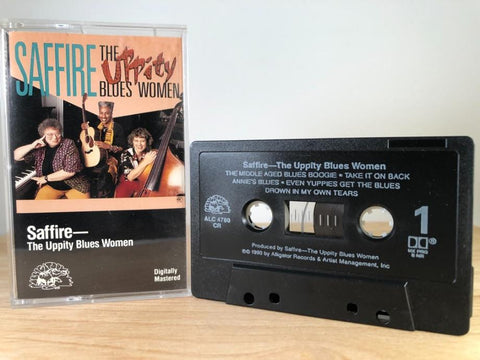 SAFFIRE THE
Uppity
BLUES WOMEN
Saffire—
The Uppity Blues Women
Digitally
Mastered
Saffire—The Uppity Blues Women
THE MIDDLE AGED BLUES BOOGIE • TAKE IT ON BACK
ANNIE'S BLUES • EVEN YUPPIES GET THE BLUES
DROWN IN MY OWN TEARS
ALC 4780
CR
1
Produced by Saffire—The Uppity Blues Women
©℗ 1990 by Alligator Records & Artist Management, Inc